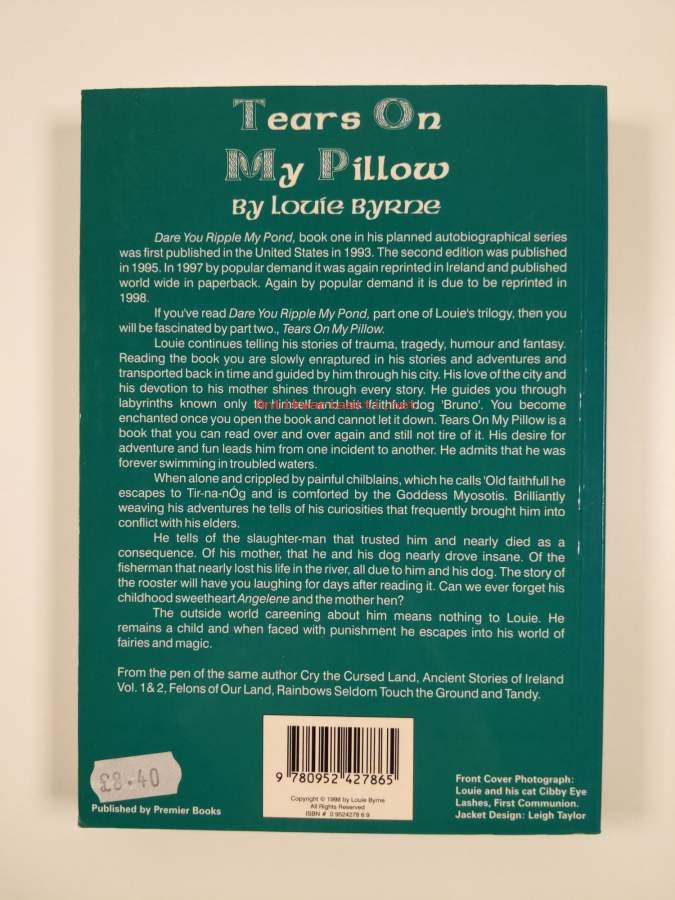 Tears On
My Pillow
By Louie Byrne
Dare You Ripple My Pond, book one in his planned autobiographical series
was first published in the United States in 1993. The second edition was published
in 1995. In 1997 by popular demand it was again reprinted in Ireland and published
world wide in paperback. Again by popular demand it is due to be reprinted in
1998.
If you've read Dare You Ripple My Pond, part one of Louie's trilogy, then you
will be fascinated by part two., Tears On My Pillow.
Louie continues telling his stories of trauma, tragedy, humour and fantasy.
Reading the book you are slowly enraptured in his stories and adventures and
transported back in time and guided by him through his city. His love of the city and
his devotion to his mother shines through every story. He guides you through
labyrinths known only to himself and his faithful dog 'Bruno'. You become
enchanted once you open the book and cannot let it down. Tears On My Pillow is a
book that you can read over and over again and still not tire of it. His desire for
adventure and fun leads him from one incident to another. He admits that he was
forever swimming in troubled waters.
When alone and crippled by painful chilblains, which he calls 'Old faithfull he
escapes to Tir-na-nÓg and is comforted by the Goddess Myosotis. Brilliantly
weaving his adventures he tells of his curiosities that frequently brought him into
conflict with his elders.
He tells of the slaughter-man that trusted him and nearly died as a
consequence. Of his mother, that he and his dog nearly drove insane. Of the
fisherman that nearly lost his life in the river, all due to him and his dog. The story of
the rooster will have you laughing for days after reading it. Can we ever forget his
childhood sweetheart Angelene and the mother hen?
The outside world careening about him means nothing to Louie. He
remains a child and when faced with punishment he escapes into his world of
fairies and magic.
From the pen of the same author Cry the Cursed Land, Ancient Stories of Ireland
Vol. 1 & 2, Felons of Our Land, Rainbows Seldom Touch the Ground and Tandy.
£8.40
Published by Premier Books
9 780952 427865
Copyright © 1998 by Louie Byrne
All Rights Reserved
ISBN # 0 9524278 6 9
Front Cover Photograph:
Louie and his cat Cibby Eye
Lashes, First Communion.
Jacket Design: Leigh Taylor